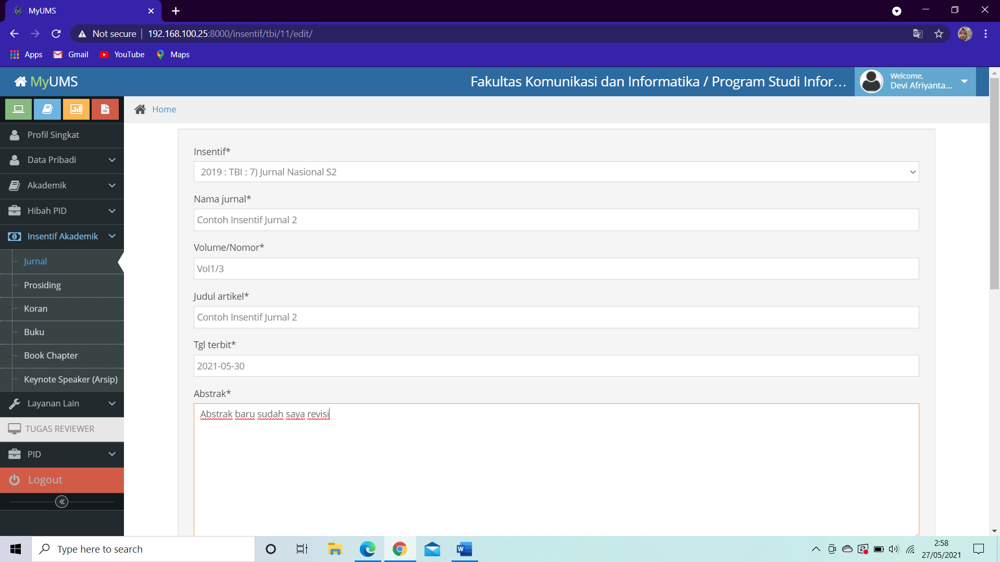 MyUMS
Not secure
192.168.100.25:8000/insentif/tbi/11/edit/
Apps
Gmail
YouTube
Maps
MyUMS
Fakultas Komunikasi dan Informatika / Program Studi Infor...
Welcome,
Devi Afriyanta...
Home
Profil Singkat
Data Pribadi
Akademik
Hibah PID
Insentif Akademik
Jurnal
Prosiding
Koran
Buku
Book Chapter
Keynote Speaker (Arsip)
Layanan Lain
TUGAS REVIEWER
PID
Logout
Insentif*
2019 : TBI : 7) Jurnal Nasional S2
Nama jurnal*
Contoh Insentif Jurnal 2
Volume/Nomor*
Vol1/3
Judul artikel*
Contoh Insentif Jurnal 2
Tgl terbit*
2021-05-30
Abstrak*
Abstrak baru sudah saya revisi
Type here to search
2:58
27/05/2021